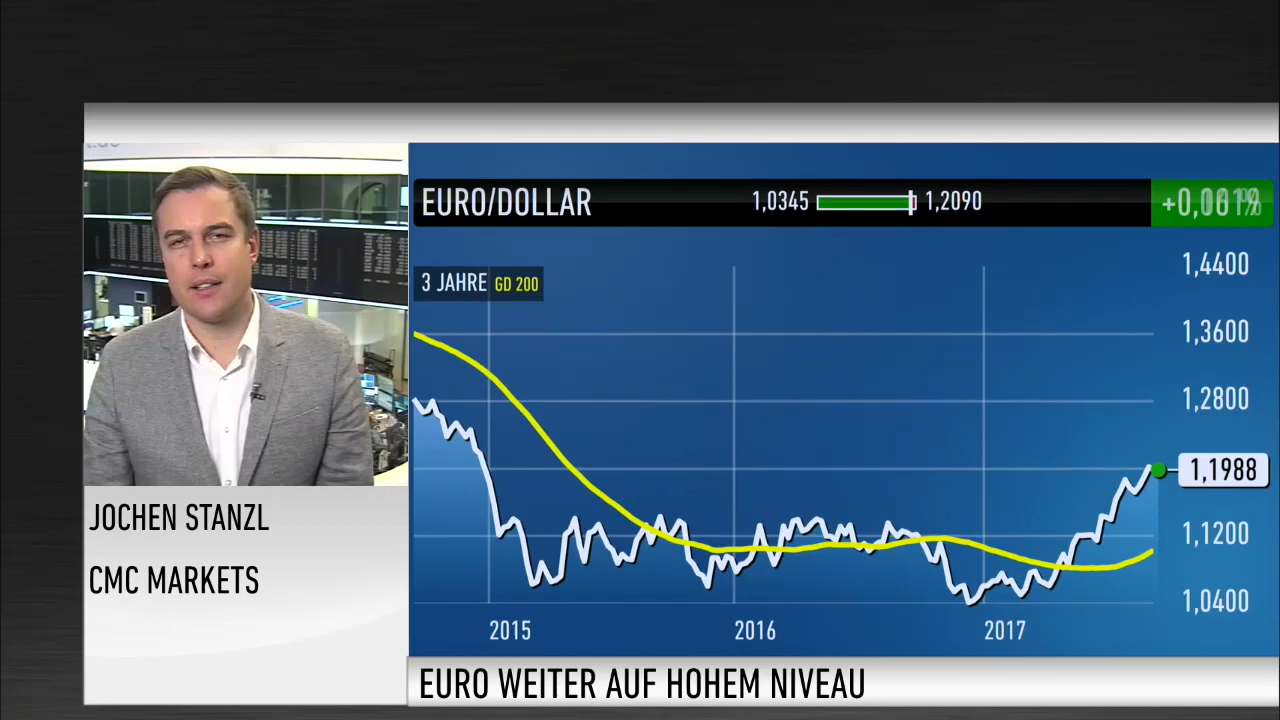 EURO/DOLLAR
1,0345
1,2090
3 JAHRE GD 200
1,4400
1,3600
1,2800
1,1988
1,1200
1,0400
2015
2016
2017
JOCHEN STANZL
CMC MARKETS
EURO WEITER AUF HOHEM NIVEAU